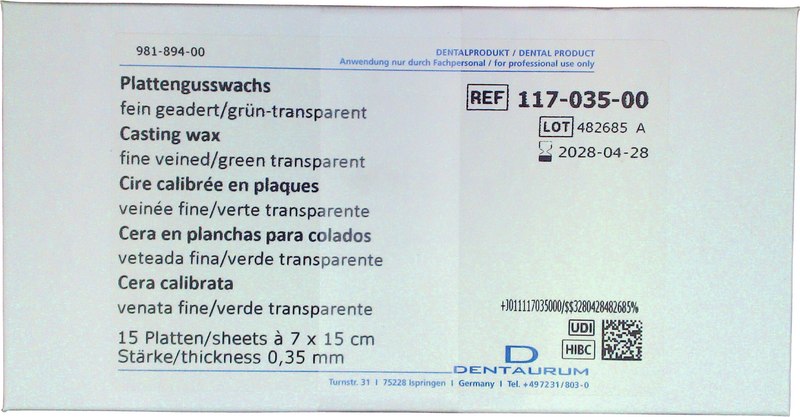 981-894-00
DENTALPRODUKT / DENTAL PRODUCT
Anwendung nur durch Fachpersonal / for professional use only
Plattengusswachs
fein geadert/grün-transparent
Casting wax
fine veined/green transparent
Cire calibrée en plaques
veinée fine/verte transparente
Cera en planchas para colados
veteada fina/verde transparente
Cera calibrata
venata fine/verde transparente
15 Platten/sheets à 7 x 15 cm
Stärke/thickness 0,35 mm
REF 117-035-00
LOT 482685 A
2028-04-28
+J011117035000/$$3280428482685%
UDI
HIBC
D
DENTAURUM
Turnstr. 31 I 75228 Ispringen I Germany I Tel. +497231/803-0